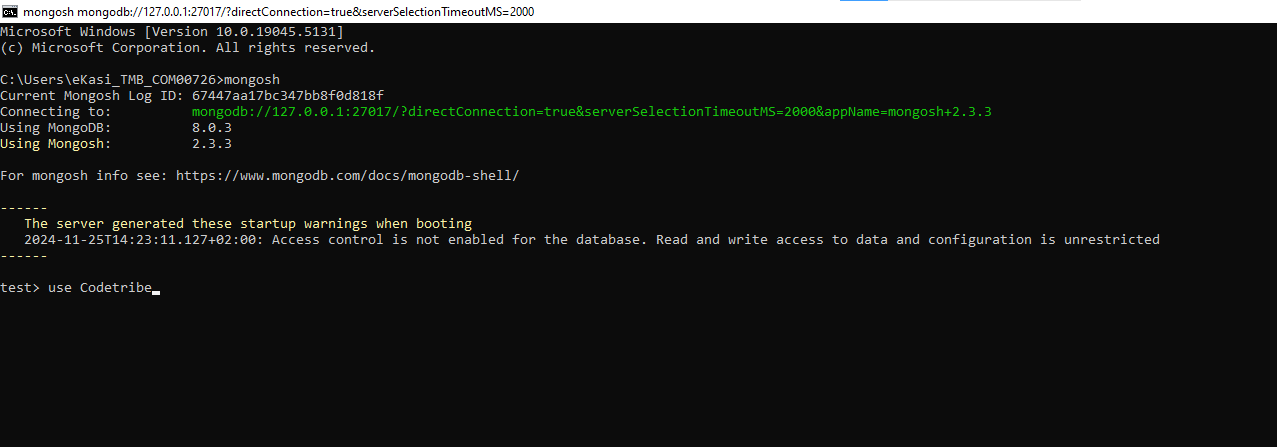 mongosh mongodb://127.0.0.1:27017/?directConnection=true&serverSelectionTimeoutMS=2000
Microsoft Windows [Version 10.0.19045.5131]
(c) Microsoft Corporation. All rights reserved.
C:\Users\eKasi_TMB_COM00726>mongosh
Current Mongosh Log ID: 67447aa17bc347bb8f0d818f
Connecting to: mongodb://127.0.0.1:27017/?directConnection=true&serverSelectionTimeoutMS=2000&appName=mongosh+2.3.3
Using MongoDB: 8.0.3
Using Mongosh: 2.3.3
For mongosh info see: https://www.mongodb.com/docs/mongodb-shell/
------
The server generated these startup warnings when booting
2024-11-25T14:23:11.127+02:00: Access control is not enabled for the database. Read and write access to data and configuration is unrestricted
------
test> use Codetribe